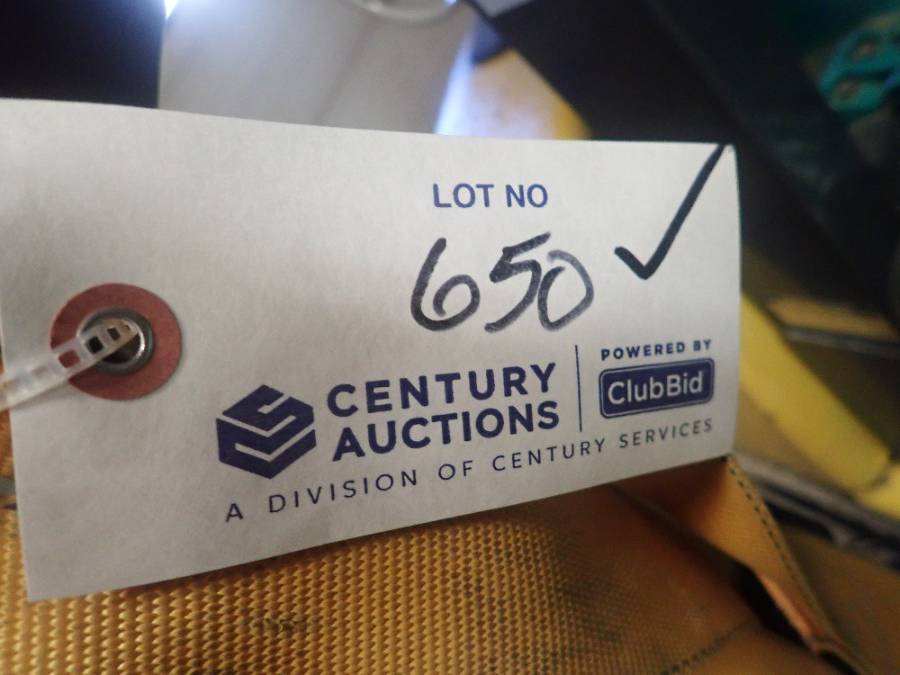 LOT NO
650 ✓
CENTURY
AUCTIONS
POWERED BY
ClubBid
A DIVISION OF CENTURY SERVICES